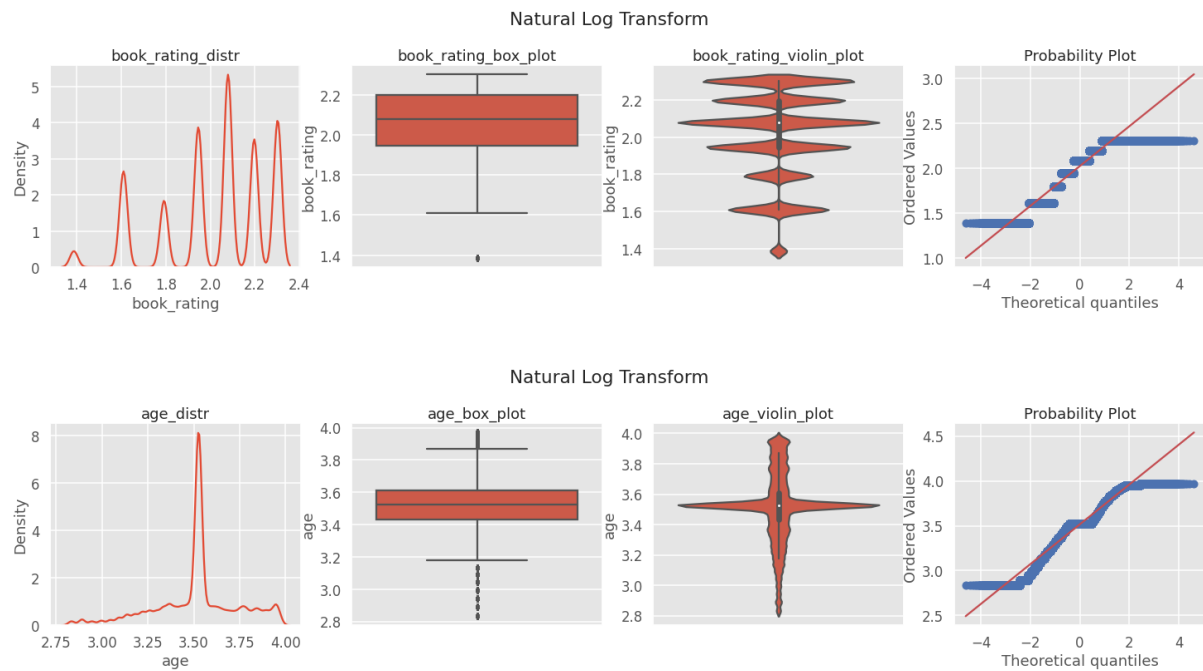 Natural Log Transform
book_rating_distr
Density
5
4
3
2
1
0
1.4 1.6 1.8 2.0 2.2 2.4
book_rating
book_rating_box_plot
book_rating
2.2
2.0
1.8
1.6
1.4
book_rating_violin_plot
book_rating
2.2
2.0
1.8
1.6
1.4
Probability Plot
Ordered Values
3.0
2.5
2.0
1.5
1.0
−4 −2 0 2 4
Theoretical quantiles
Natural Log Transform
age_distr
Density
8
6
4
2
0
2.75 3.00 3.25 3.50 3.75 4.00
age
age_box_plot
age
4.0
3.8
3.6
3.4
3.2
3.0
2.8
age_violin_plot
age
4.0
3.8
3.6
3.4
3.2
3.0
2.8
Probability Plot
Ordered Values
4.5
4.0
3.5
3.0
2.5
−4 −2 0 2 4
Theoretical quantiles